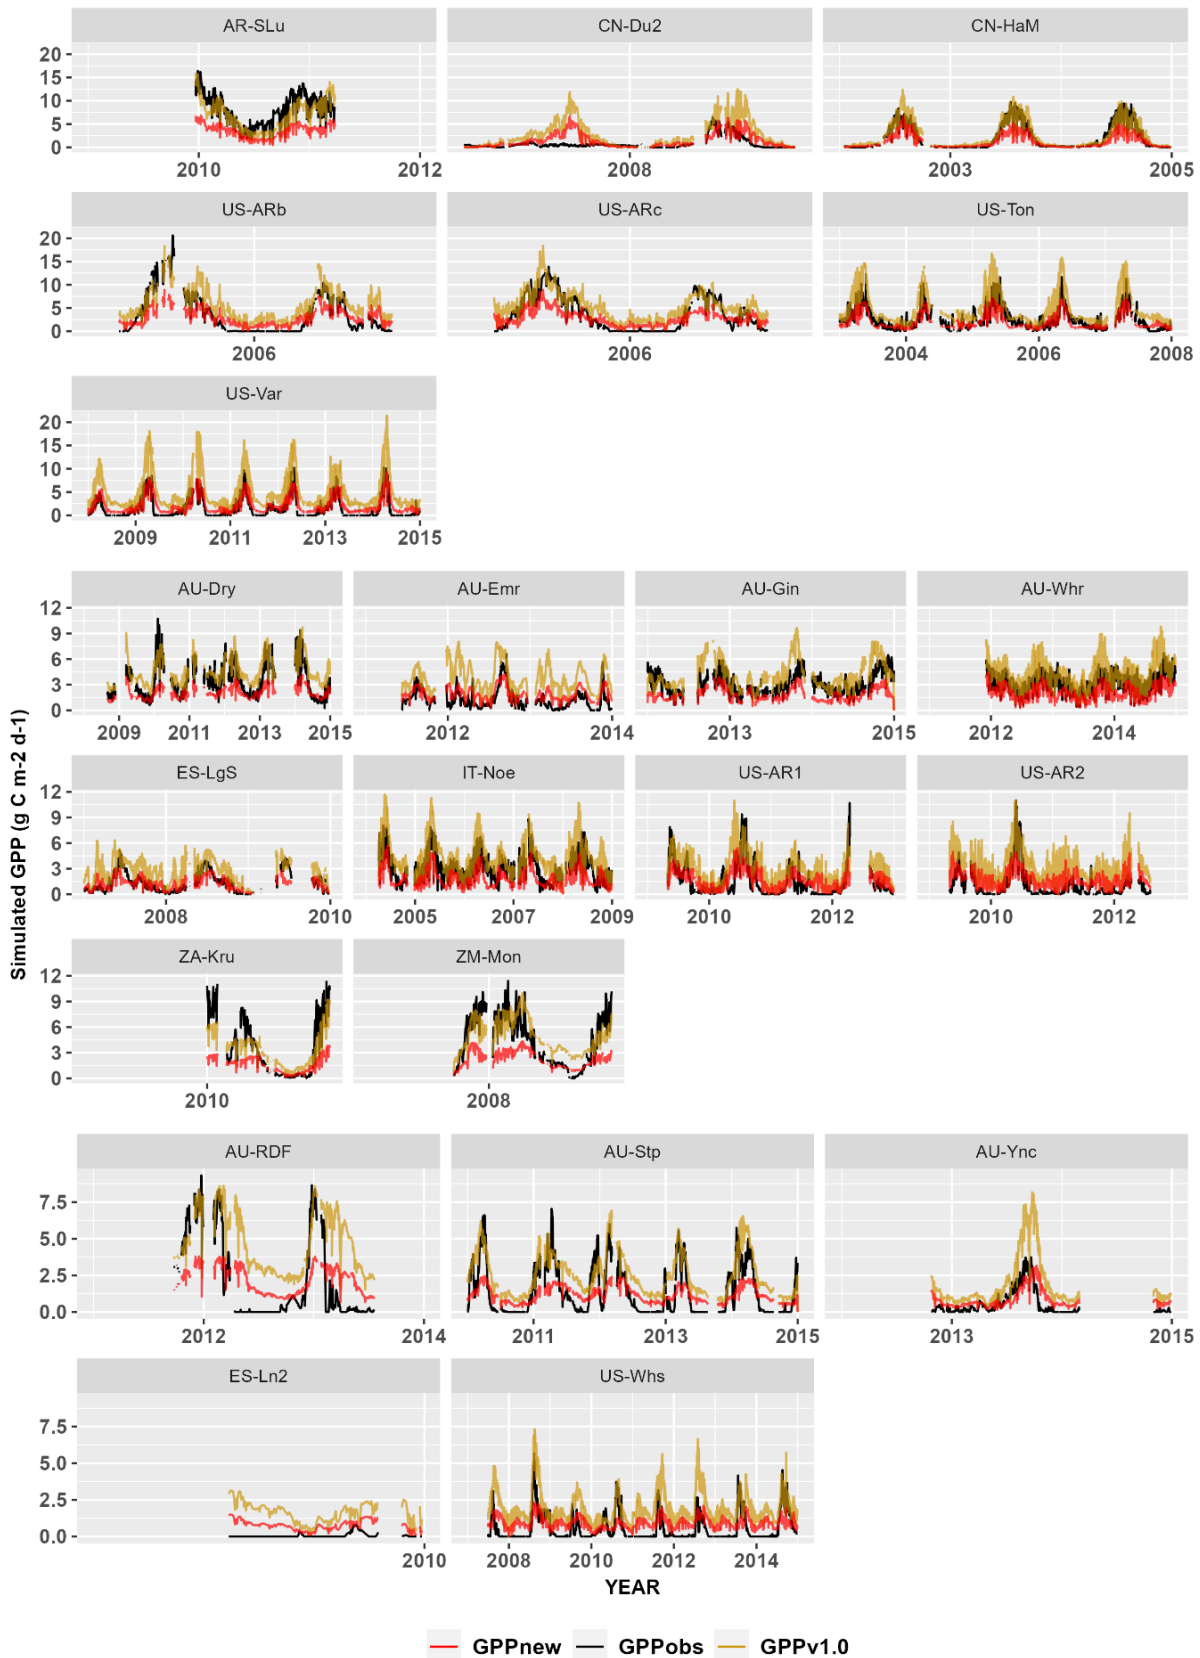 AR-SLu CN-Du2 CN-HaM
20
15
10
5
0
2010 2012 2008 2003 2005
US-ARb US-ARc US-Ton
20
15
10
5
0
2006 2006 2004 2006 2008
US-Var
20
15
10
5
0
2009 2011 2013 2015
Simulated GPP (g C m-2 d-1)
AU-Dry AU-Emr AU-Gin AU-Whr
12
9
6
3
0
2009 2011 2013 2015 2012 2014 2013 2015 2012 2014
ES-LgS IT-Noe US-AR1 US-AR2
12
9
6
3
0
2008 2010 2005 2007 2009 2010 2012 2010 2012
ZA-Kru ZM-Mon
12
9
6
3
0
2010 2008
AU-RDF AU-Stp AU-Ync
7.5
5.0
2.5
0.0
2012 2014 2011 2013 2015 2013 2015
ES-Ln2 US-Whs
7.5
5.0
2.5
0.0
2010 2008 2010 2012 2014
YEAR
GPPnew GPPobs GPPv1.0